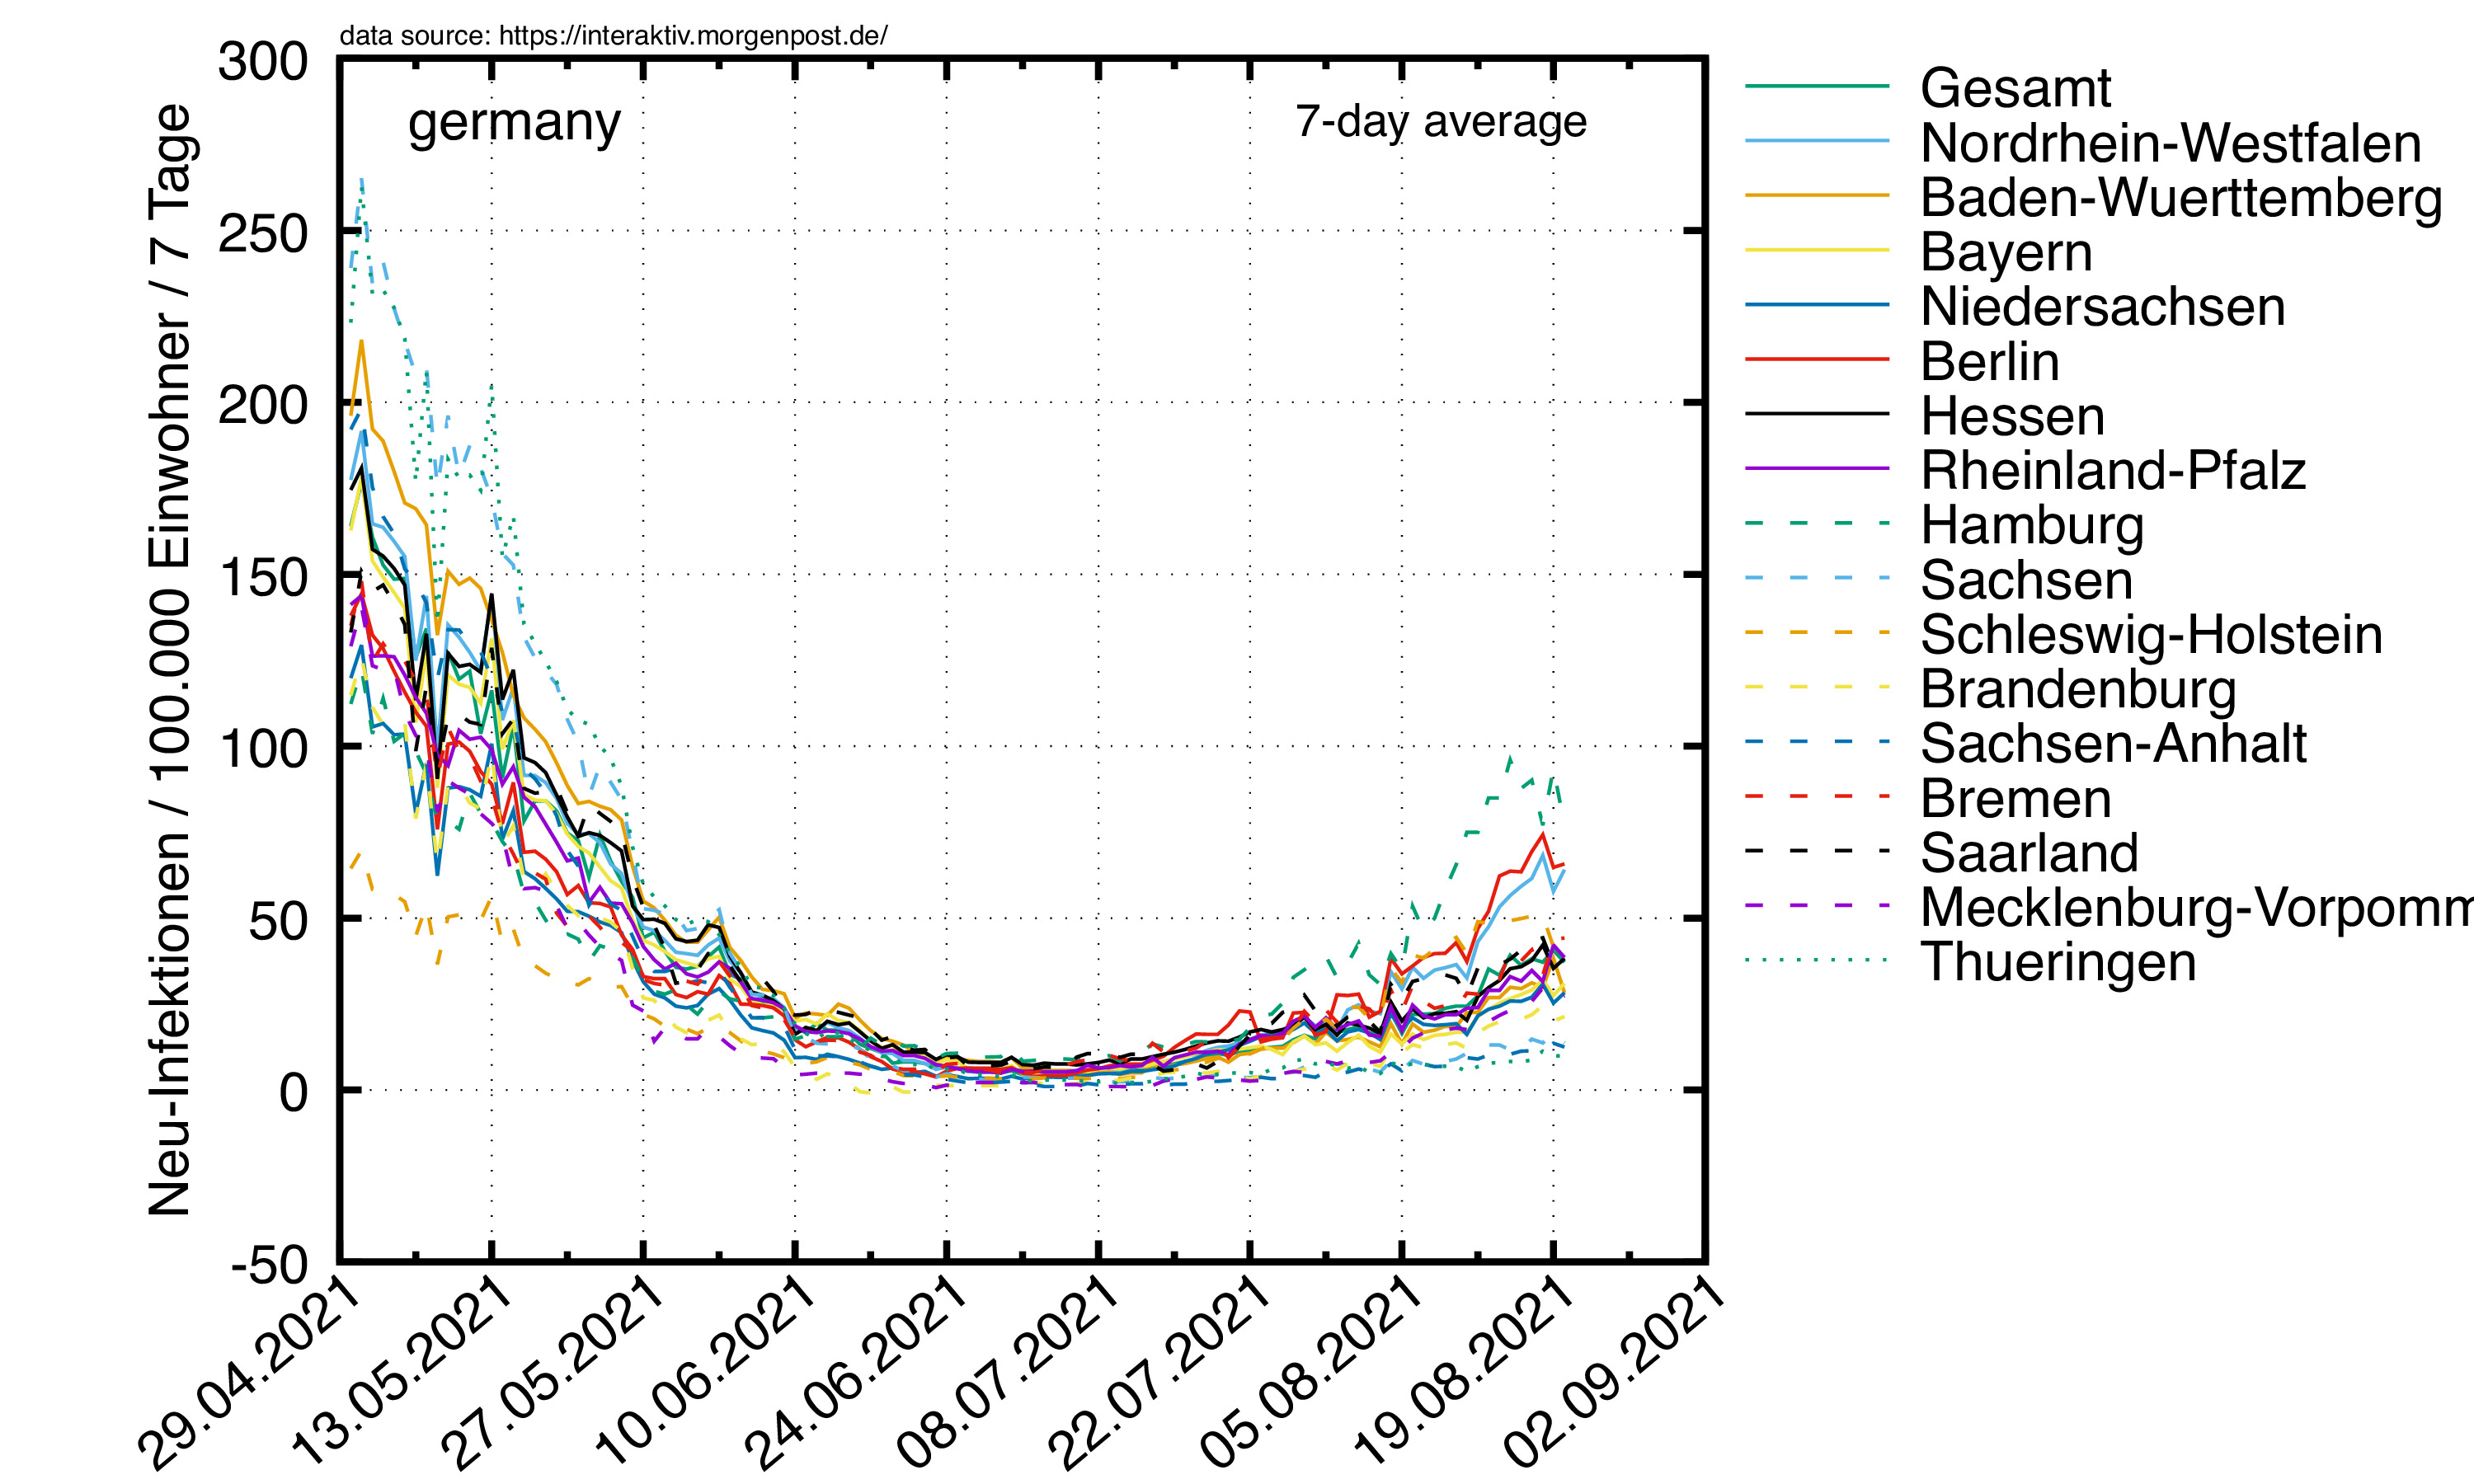 data source: https://interaktiv.morgenpost.de/
germany
7-day average
Neu-Infektionen / 100.000 Einwohner / 7 Tage
300
250
200
150
100
50
0
-50
29.04.2021
13.05.2021
27.05.2021
10.06.2021
24.06.2021
08.07.2021
22.07.2021
05.08.2021
19.08.2021
02.09.2021
Gesamt
Nordrhein-Westfalen
Baden-Wuerttemberg
Bayern
Niedersachsen
Berlin
Hessen
Rheinland-Pfalz
Hamburg
Sachsen
Schleswig-Holstein
Brandenburg
Sachsen-Anhalt
Bremen
Saarland
Mecklenburg-Vorpomm
Thueringen